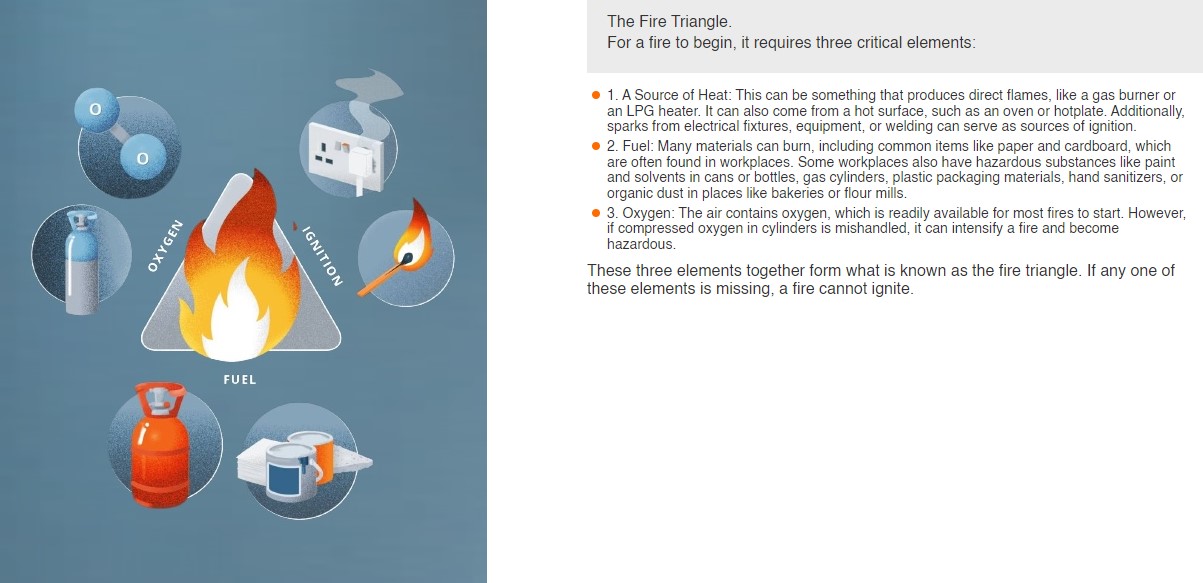 O
O
OXYGEN
IGNITION
FUEL
The Fire Triangle.
For a fire to begin, it requires three critical elements:
1. A Source of Heat: This can be something that produces direct flames, like a gas burner or
an LPG heater. It can also come from a hot surface, such as an oven or hotplate. Additionally,
sparks from electrical fixtures, equipment, or welding can serve as sources of ignition.
2. Fuel: Many materials can burn, including common items like paper and cardboard, which
are often found in workplaces. Some workplaces also have hazardous substances like paint
and solvents in cans or bottles, gas cylinders, plastic packaging materials, hand sanitizers, or
organic dust in places like bakeries or flour mills.
3. Oxygen: The air contains oxygen, which is readily available for most fires to start. However,
if compressed oxygen in cylinders is mishandled, it can intensify a fire and become
hazardous.
These three elements together form what is known as the fire triangle. If any one of
these elements is missing, a fire cannot ignite.